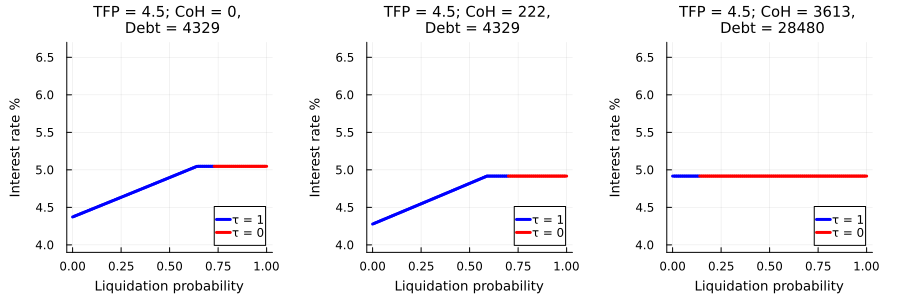 TFP = 4.5; CoH = 0,
Debt = 4329
6.5
6.0
5.5
5.0
4.5
4.0
Interest rate %
0.00 0.25 0.50 0.75 1.00
Liquidation probability
τ = 1
τ = 0
TFP = 4.5; CoH = 222,
Debt = 4329
6.5
6.0
5.5
5.0
4.5
4.0
Interest rate %
0.00 0.25 0.50 0.75 1.00
Liquidation probability
τ = 1
τ = 0
TFP = 4.5; CoH = 3613,
Debt = 28480
6.5
6.0
5.5
5.0
4.5
4.0
Interest rate %
0.00 0.25 0.50 0.75 1.00
Liquidation probability
τ = 1
τ = 0